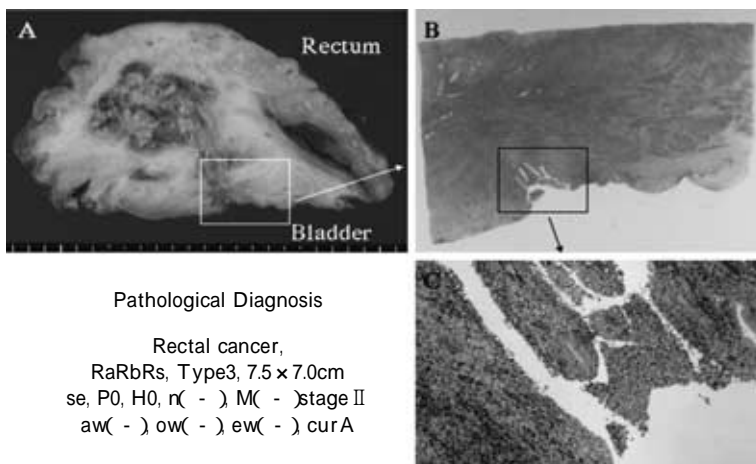 A
Rectum
Bladder
B
C
Pathological Diagnosis
Rectal cancer,
RaRbRs, Type3, 7.5×7.0cm
se, P0, H0, n( - ), M( - )stage Ⅱ
aw( - ), ow( - ), ew( - ), cur A